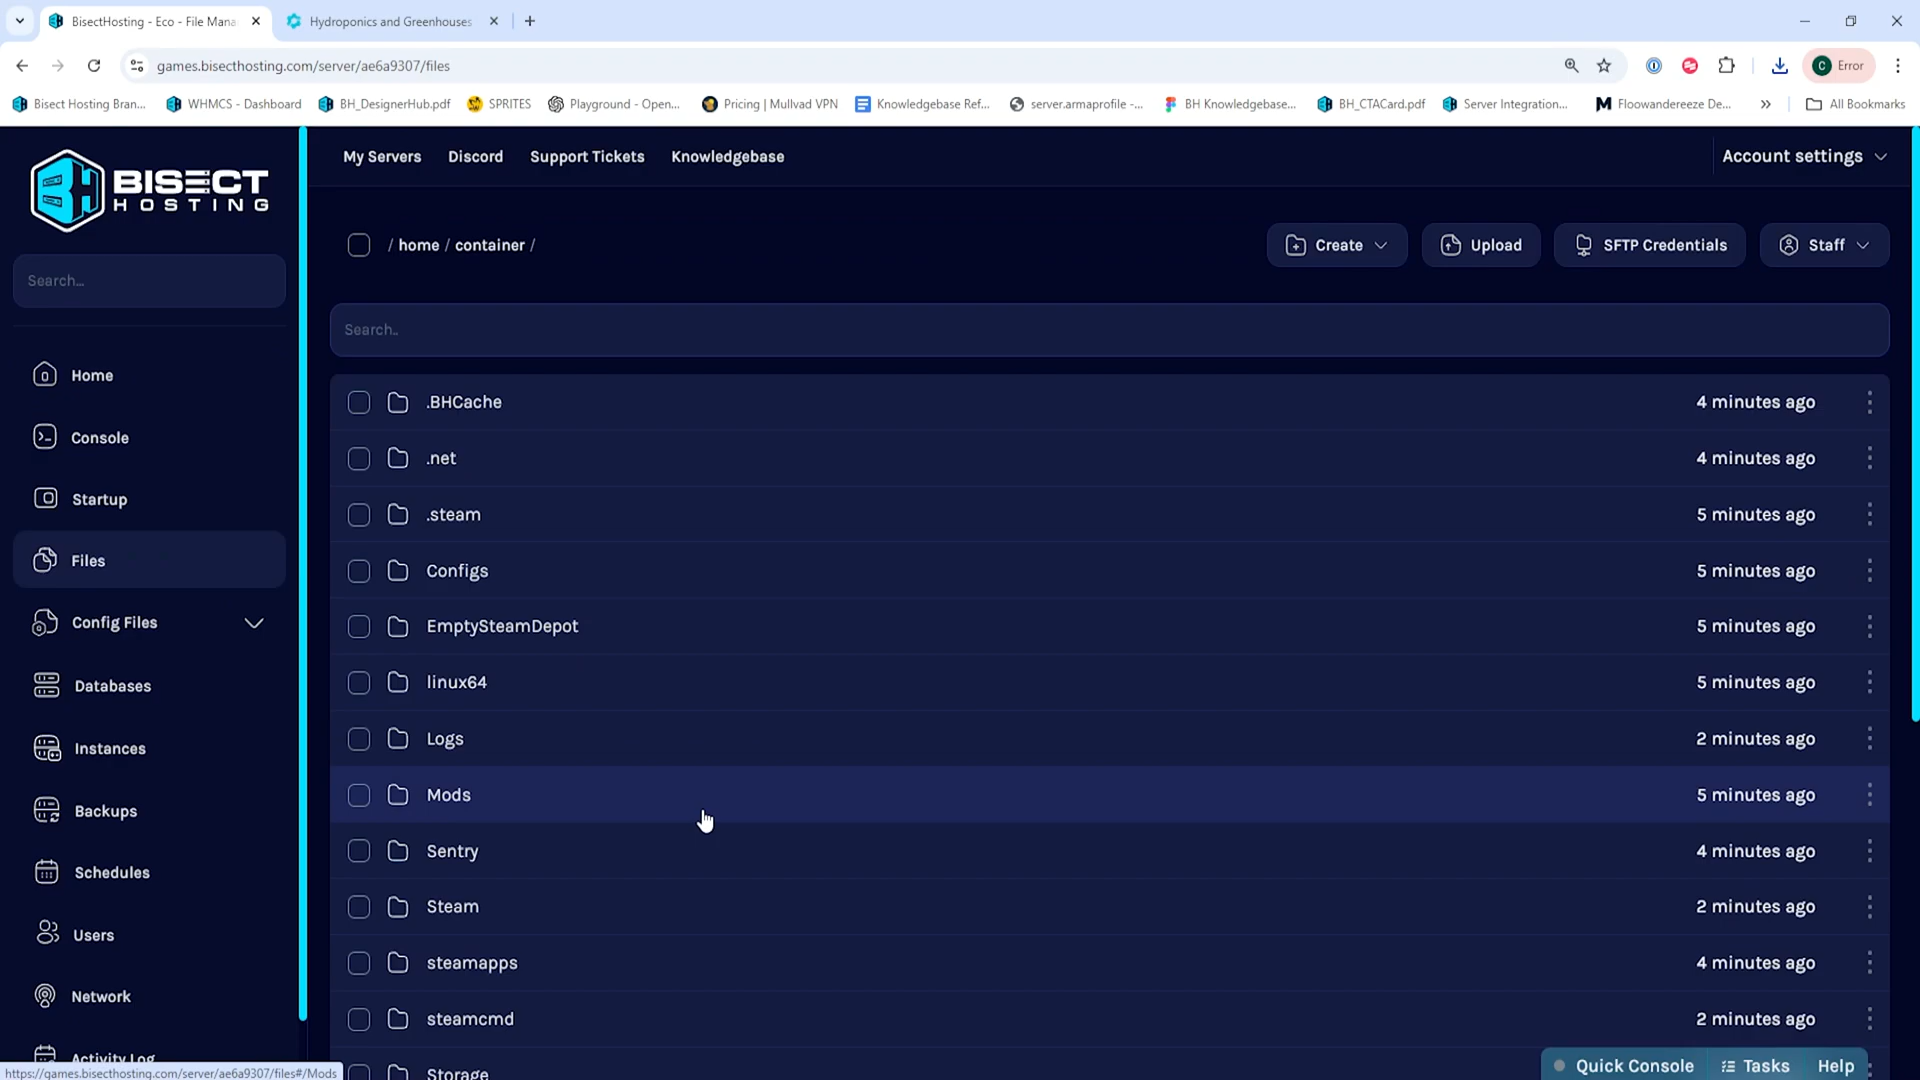 BisectHosting - Eco - File Mana
Hydroponics and Greenhouses
games.bisecthosting.com/server/ae6a9307/files
C Error
Bisect Hosting Bran...
WHMCS - Dashboard
BH_DesignerHub.pdf
SPRITES
Playground - Open...
Pricing | Mullvad VPN
Knowledgebase Ref...
server.armaprofile -...
BH Knowledgebase...
BH_CTACard.pdf
Server Integration...
Floowandereeze De...
All Bookmarks
BISECT
HOSTING
My Servers
Discord
Support Tickets
Knowledgebase
Account settings
Search...
/ home / container /
Create
Upload
SFTP Credentials
Staff
Search..
Home
Console
Startup
Files
Config Files
Databases
Instances
Backups
Schedules
Users
Network
Activity Log
.BHCache 4 minutes ago
.net 4 minutes ago
.steam 5 minutes ago
Configs 5 minutes ago
EmptySteamDepot 5 minutes ago
linux64 5 minutes ago
Logs 2 minutes ago
Mods 5 minutes ago
Sentry 4 minutes ago
Steam 2 minutes ago
steamapps 4 minutes ago
steamcmd 2 minutes ago
Storage
Quick Console
Tasks
Help
https://games.bisecthosting.com/server/ae6a9307/files#/Mods